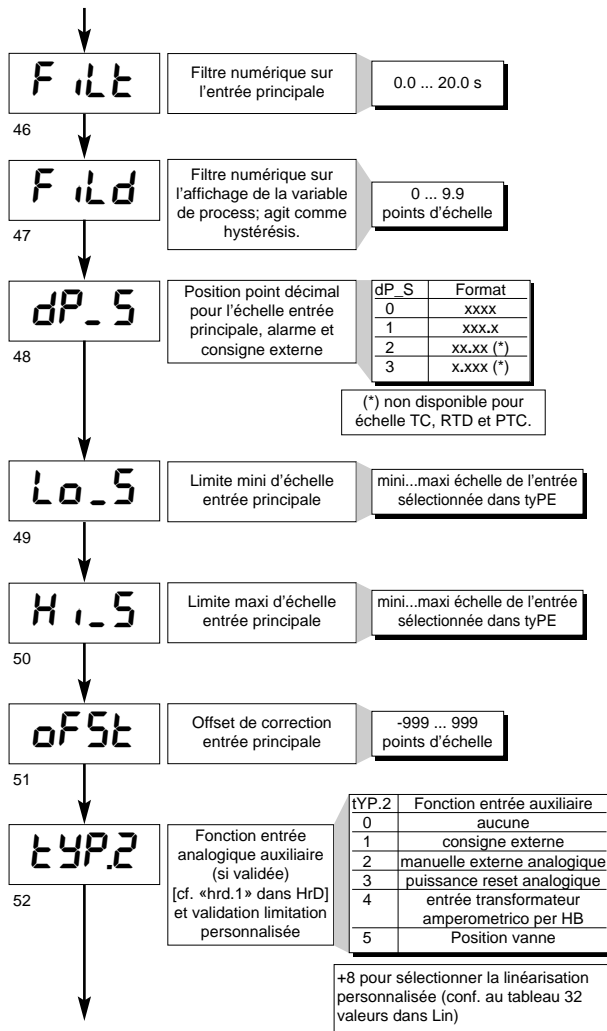 FiLt
Filtre numérique sur
l'entrée principale
0.0 ... 20.0 s
46
FiLd
Filtre numérique sur
l'affichage de la variable
de process; agit comme
hystérésis.
0 ... 9.9
points d'échelle
47
dP_S
Position point décimal
pour l'échelle entrée
principale, alarme et
consigne externe
dP_S Format
0 xxxx
1 xxx.x
2 xx.xx (*)
3 x.xxx (*)
48
(*) non disponible pour
échelle TC, RTD et PTC.
Lo_S
Limite mini d'échelle
entrée principale
mini...maxi échelle de l'entrée
sélectionnée dans tyPE
49
Hi_S
Limite maxi d'échelle
entrée principale
mini...maxi échelle de l'entrée
sélectionnée dans tyPE
50
oFSt
Offset de correction
entrée principale
-999 ... 999
points d'échelle
51
tYP.2
Fonction entrée
analogique auxiliaire
(si validée)
[cf. «hrd.1» dans HrD]
et validation limitation
personnalisée
tYP.2 Fonction entrée auxiliaire
0 aucune
1 consigne externe
2 manuelle externe analogique
3 puissance reset analogique
4 entrée transformateur
amperometrico per HB
5 Position vanne
52
+8 pour sélectionner la linéarisation
personnalisée (conf. au tableau 32
valeurs dans Lin)